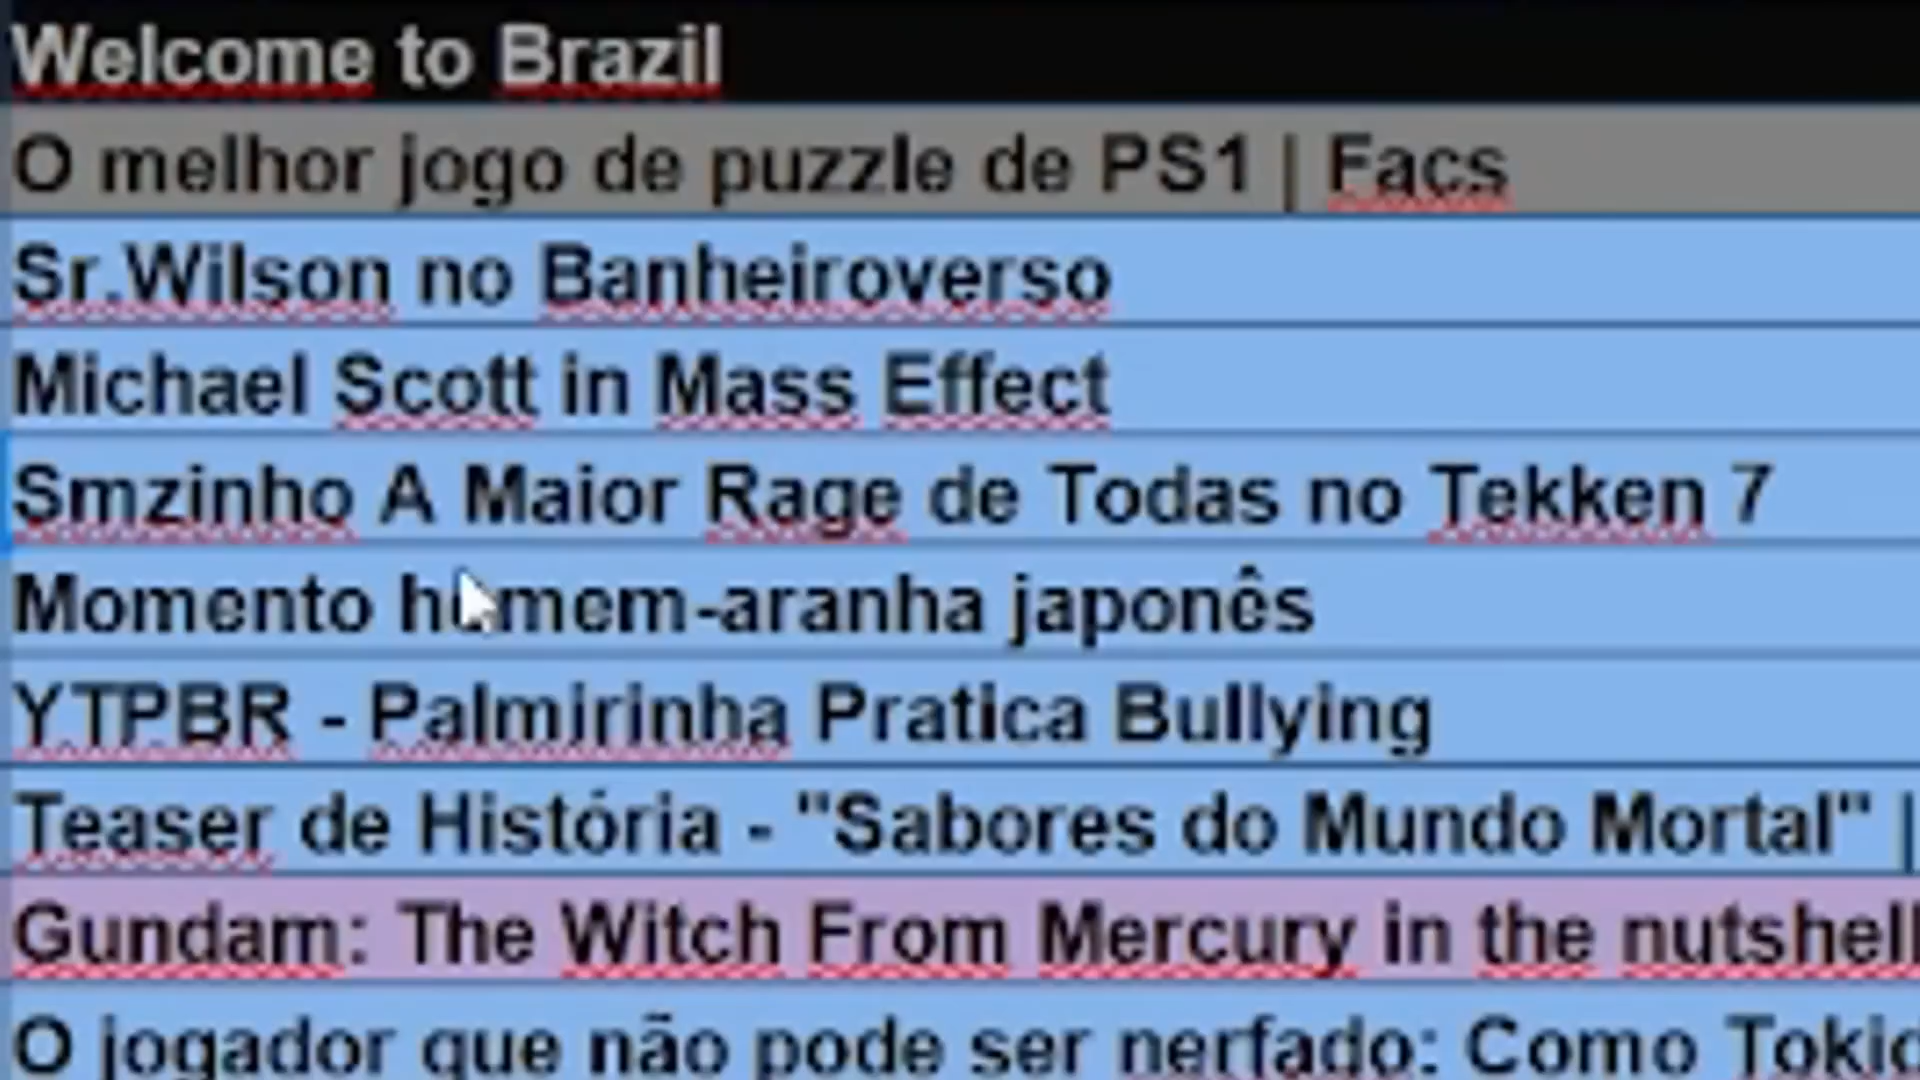 Welcome to Brazil
O melhor jogo de puzzle de PS1 | Facs
Sr.Wilson no Banheiroverso
Michael Scott in Mass Effect
Smzinho A Maior Rage de Todas no Tekken 7
Momento homem-aranha japonês
YTPBR - Palmirinha Pratica Bullying
Teaser de História - "Sabores do Mundo Mortal" |
Gundam: The Witch From Mercury in the nutshell
O jogador que não pode ser nerfado: Como